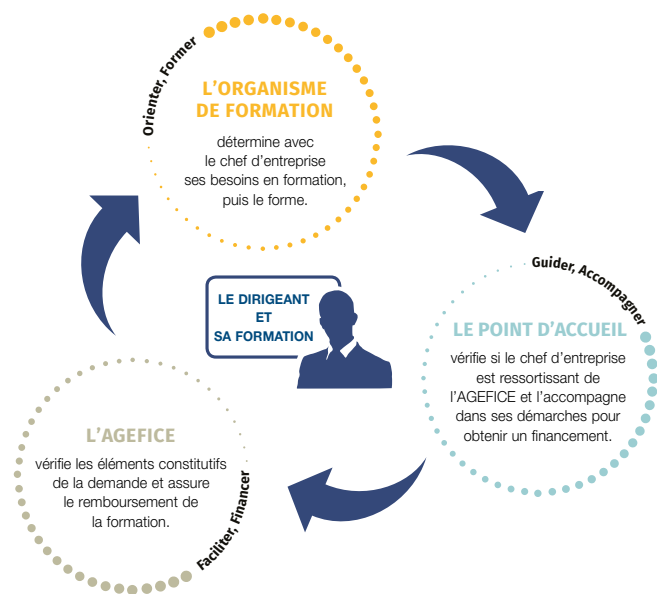 Orienter, Former
L'ORGANISME
DE FORMATION
détermine avec
le chef d'entreprise
ses besoins en formation,
puis le forme.
Guider, Accompagner
LE POINT D'ACCUEIL
vérifie si le chef d'entreprise
est ressortissant de
l'AGEFICE et l'accompagne
dans ses démarches pour
obtenir un financement.
LE DIRIGEANT
ET
SA FORMATION
L'AGEFICE
vérifie les éléments constitutifs
de la demande et assure
le remboursement de
la formation.
Faciliter, Financer